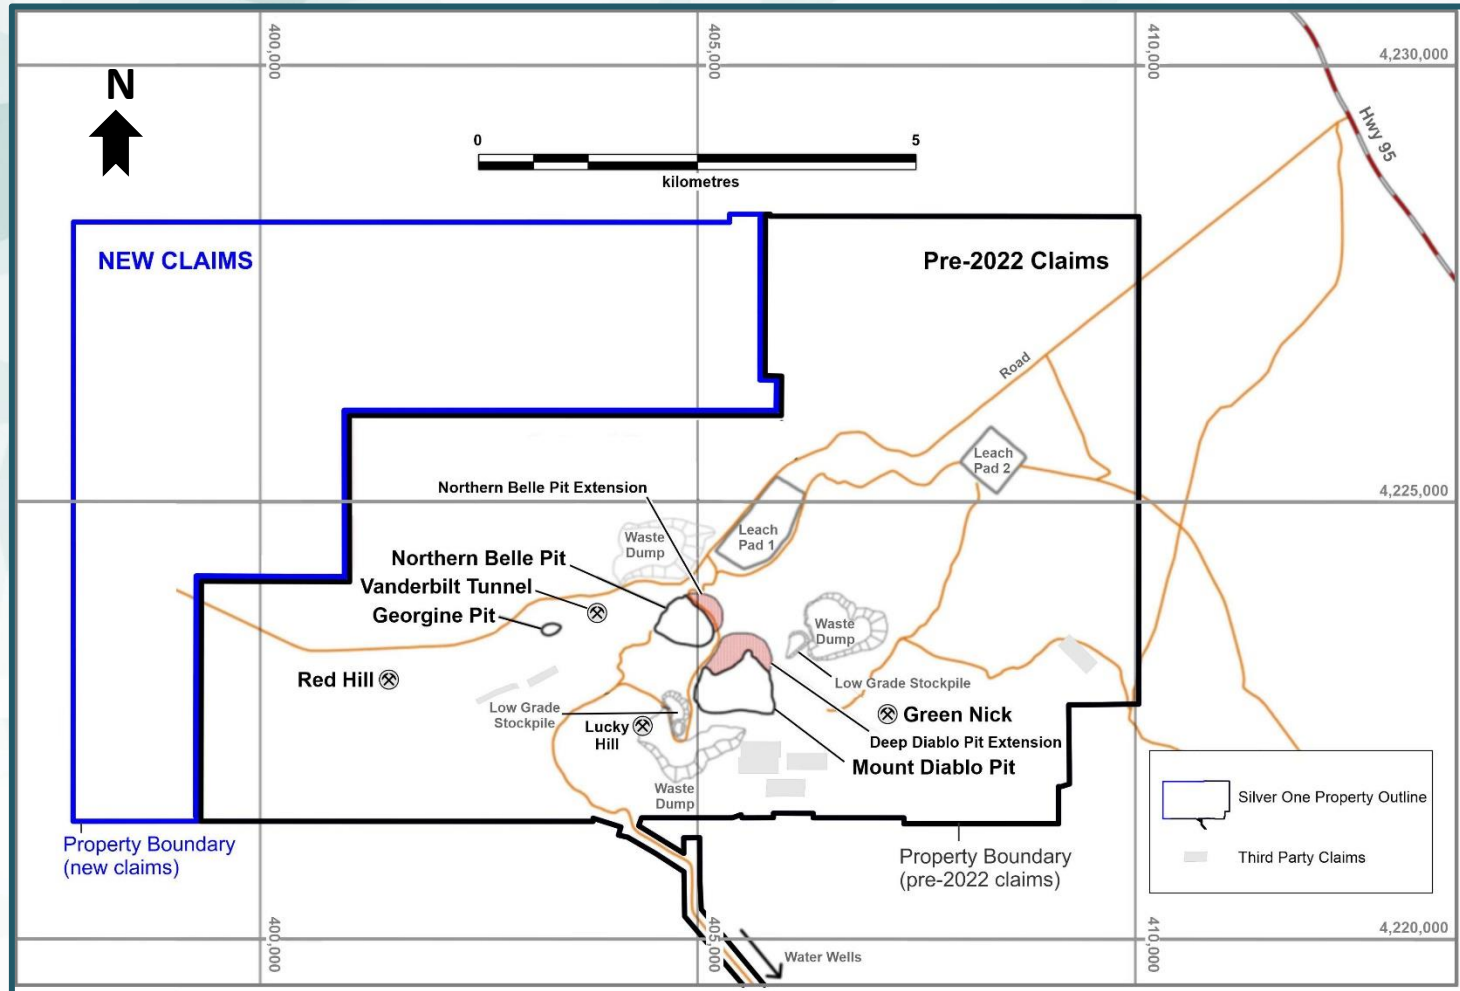 400,000
405,000
410,000
4,230,000
N
Hwy 95
0
5
kilometres
NEW CLAIMS
Pre-2022 Claims
Road
Leach
Pad 2
Northern Belle Pit Extension
4,225,000
Leach
Pad 1
Waste
Dump
Northern Belle Pit
Vanderbilt Tunnel
Georgine Pit
Waste
Dump
Red Hill
Low Grade Stockpile
Low Grade
Stockpile
Lucky
Hill
Green Nick
Deep Diablo Pit Extension
Mount Diablo Pit
Waste
Dump
Silver One Property Outline
Third Party Claims
Property Boundary
(new claims)
Property Boundary
(pre-2022 claims)
400,000
405,000
410,000
4,220,000
Water Wells